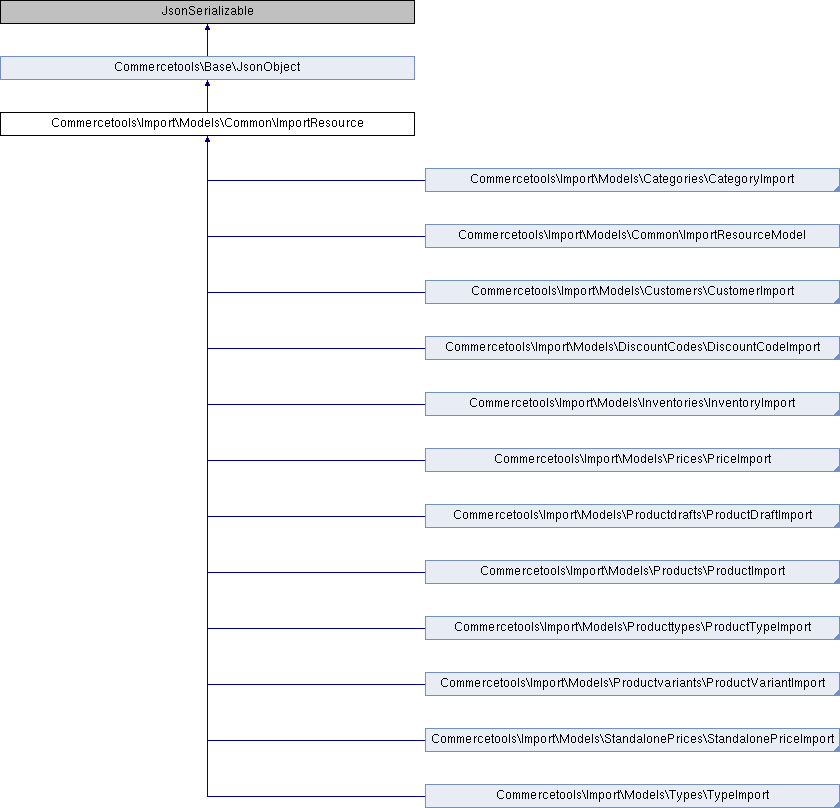 JsonSerializable
Commercetools\Base\JsonObject
Commercetools\Import\Models\Common\ImportResource
Commercetools\Import\Models\Categories\CategoryImport
Commercetools\Import\Models\Common\ImportResourceModel
Commercetools\Import\Models\Customers\CustomerImport
Commercetools\Import\Models\DiscountCodes\DiscountCodeImport
Commercetools\Import\Models\Inventories\InventoryImport
Commercetools\Import\Models\Prices\PriceImport
Commercetools\Import\Models\Productdrafts\ProductDraftImport
Commercetools\Import\Models\Products\ProductImport
Commercetools\Import\Models\Producttypes\ProductTypeImport
Commercetools\Import\Models\Productvariants\ProductVariantImport
Commercetools\Import\Models\StandalonePrices\StandalonePriceImport
Commercetools\Import\Models\Types\TypeImport